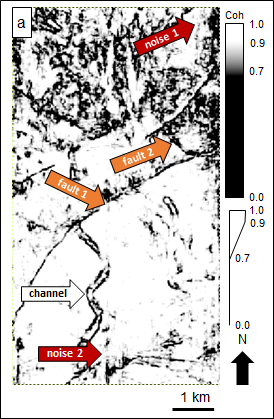 a
noise 1
Coh
1.0
0.9
0.7
0.0
fault 2
fault 1
1.0
0.9
0.7
0.0
channel
noise 2
N
1 km